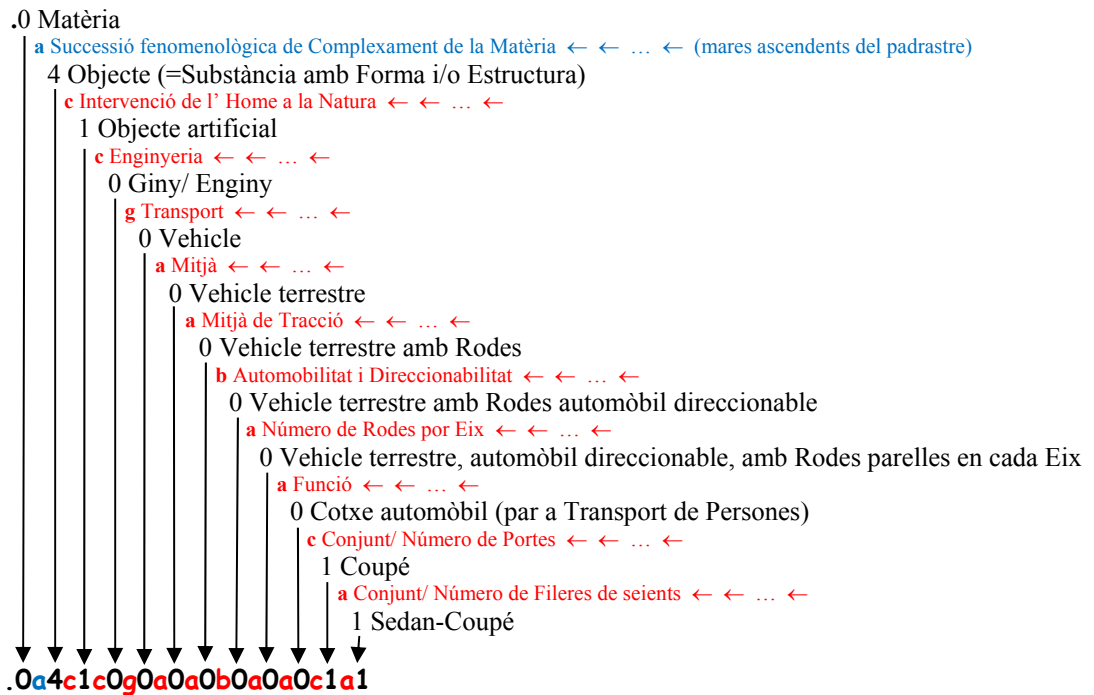 .0 Matèria
a Successió fenomenològica de Complexament de la Matèria ← ← … ← (mares ascendents del padrastre)
4 Objecte (=Substància amb Forma i/o Estructura)
c Intervenció de l’ Home a la Natura ← ← … ←
1 Objecte artificial
c Enginyeria ← ← … ←
0 Giny/ Enginy
g Transport ← ← … ←
0 Vehicle
a Mitjà ← ← … ←
0 Vehicle terrestre
a Mitjà de Tracció ← ← … ←
0 Vehicle terrestre amb Rodes
b Automobilitat i Direccionabilitat ← ← … ←
0 Vehicle terrestre amb Rodes automòbil direccionable
a Número de Rodes por Eix ← ← … ←
0 Vehicle terrestre, automòbil direccionable, amb Rodes parelles en cada Eix
a Funció ← ← … ←
0 Cotxe automòbil (par a Transport de Persones)
c Conjunt/ Número de Portes ← ← … ←
1 Coupé
a Conjunt/ Número de Fileres de seients ← ← … ←
1 Sedan-Coupé
.0a4c1c0g0a0a0b0a0a0c1a1